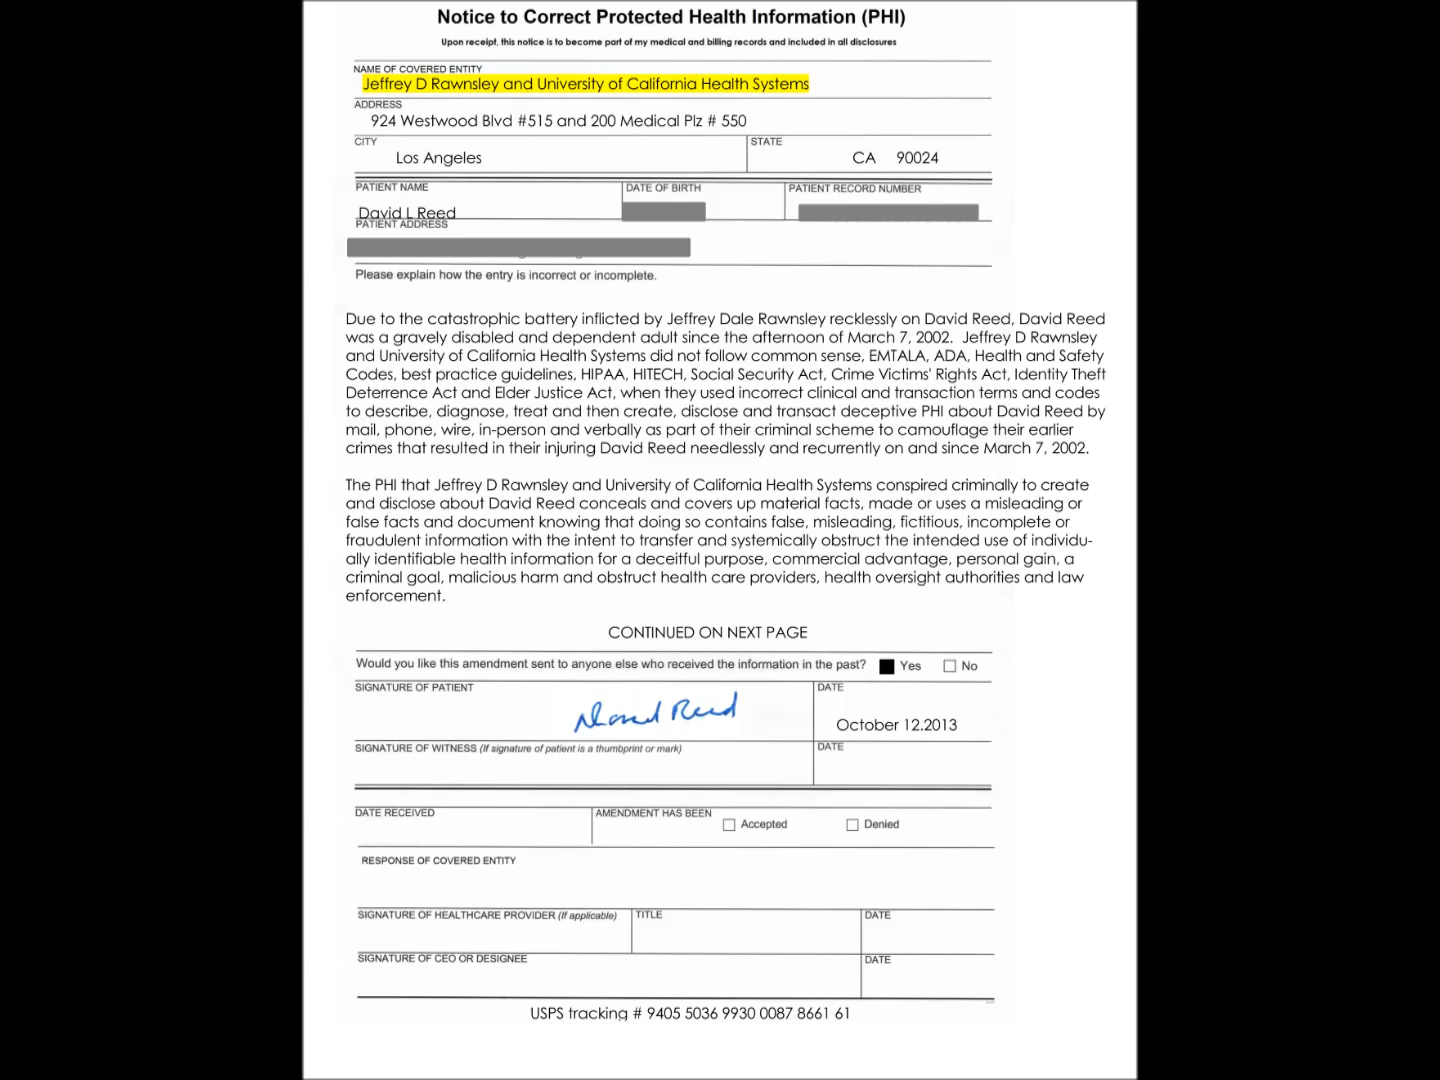 Notice to Correct Protected Health Information (PHI)
Upon receipt, this notice is to become part of my medical and billing records and included in all disclosures
NAME OF COVERED ENTITY
Jeffrey D Rawnsley and University of California Health Systems
ADDRESS
924 Westwood Blvd #515 and 200 Medical Plz # 550
CITY STATE
Los Angeles CA 90024
PATIENT NAME DATE OF BIRTH PATIENT RECORD NUMBER
David L Reed
PATIENT ADDRESS
Please explain how the entry is incorrect or incomplete.
Due to the catastrophic battery inflicted by Jeffrey Dale Rawnsley recklessly on David Reed, David Reed
was a gravely disabled and dependent adult since the afternoon of March 7, 2002. Jeffrey D Rawnsley
and University of California Health Systems did not follow common sense, EMTALA, ADA, Health and Safety
Codes, best practice guidelines, HIPAA, HITECH, Social Security Act, Crime Victims' Rights Act, Identity Theft
Deterrence Act and Elder Justice Act, when they used incorrect clinical and transaction terms and codes
to describe, diagnose, treat and then create, disclose and transact deceptive PHI about David Reed by
mail, phone, wire, in-person and verbally as part of their criminal scheme to camouflage their earlier
crimes that resulted in their injuring David Reed needlessly and recurrently on and since March 7, 2002.
The PHI that Jeffrey D Rawnsley and University of California Health Systems conspired criminally to create
and disclose about David Reed conceals and covers up material facts, made or uses a misleading or
false facts and document knowing that doing so contains false, misleading, fictitious, incomplete or
fraudulent information with the intent to transfer and systemically obstruct the intended use of individu-
ally identifiable health information for a deceitful purpose, commercial advantage, personal gain, a
criminal goal, malicious harm and obstruct health care providers, health oversight authorities and law
enforcement.
CONTINUED ON NEXT PAGE
Would you like this amendment sent to anyone else who received the information in the past? Yes No
SIGNATURE OF PATIENT DATE
David Reed October 12.2013
SIGNATURE OF WITNESS (If signature of patient is a thumbprint or mark) DATE
DATE RECEIVED AMENDMENT HAS BEEN
Accepted Denied
RESPONSE OF COVERED ENTITY
SIGNATURE OF HEALTHCARE PROVIDER (If applicable) TITLE DATE
SIGNATURE OF CEO OR DESIGNEE DATE
USPS tracking # 9405 5036 9930 0087 8661 61